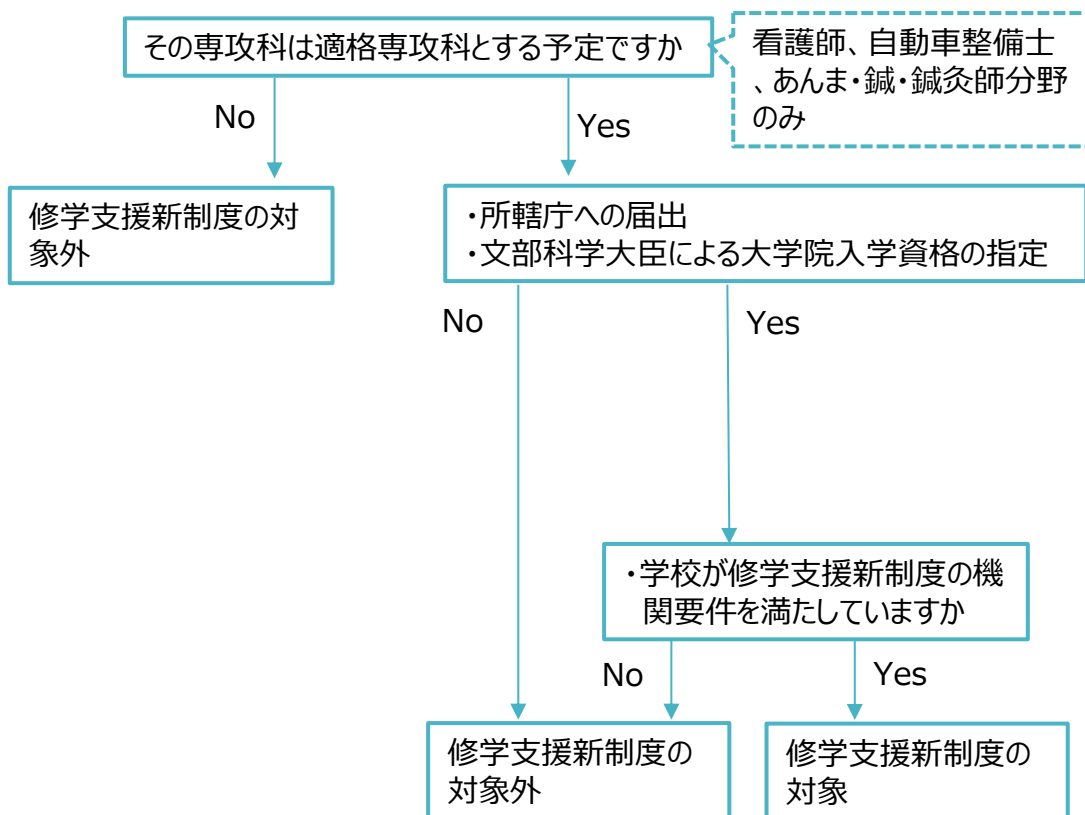 その専攻科は適格専攻科とする予定ですか
看護師、自動車整備士
、あんま・鍼・鍼灸師分野
のみ
No
Yes
修学支援新制度の対
象外
・所轄庁への届出
・文部科学大臣による大学院入学資格の指定
No
Yes
・学校が修学支援新制度の機
関要件を満たしていますか
No
Yes
修学支援新制度の
対象外
修学支援新制度の
対象